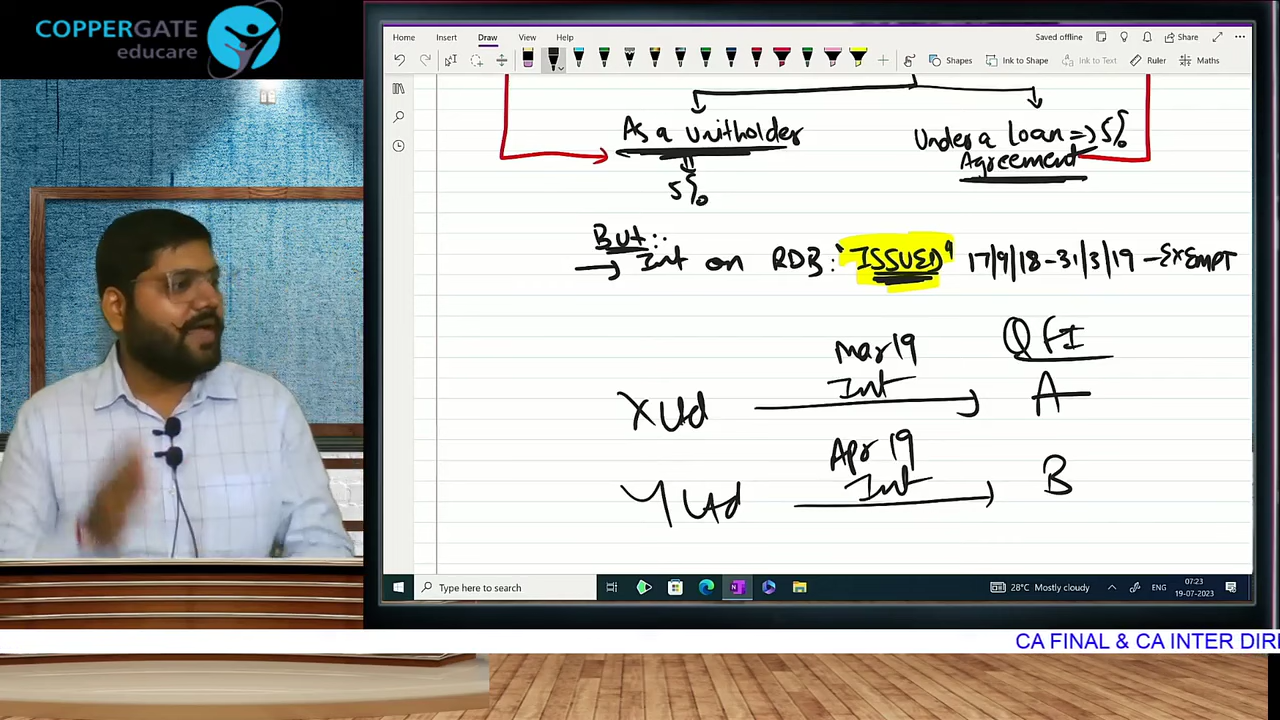 COPPERGATE
educare
Saved offline
Share
Home Insert Draw View Help
Shapes Ink to Shape Ink to Text Ruler Maths
As a unitholder
5%
Under a loan => 5%
Agreement
But:
→ Int on RDB: "ISSUED" 17/9/18-31/3/19 - Exempt
QFI
Mar 19
Int
X Ltd
A
Apr 19
Int
Y Ltd
B
Type here to search
28°C Mostly cloudy
ENG
07:23
19-07-2023
CA FINAL & CA INTER DIRE